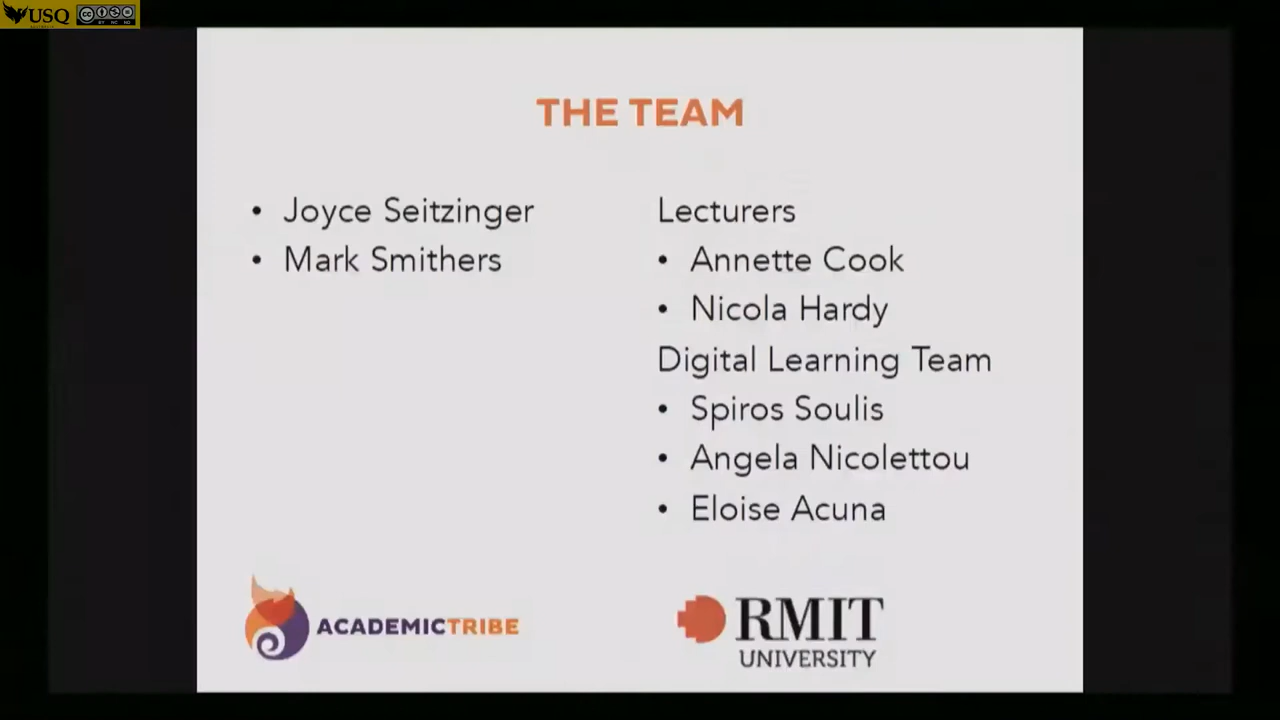 USQ
THE TEAM
• Joyce Seitzinger
• Mark Smithers
Lecturers
• Annette Cook
• Nicola Hardy
Digital Learning Team
• Spiros Soulis
• Angela Nicolettou
• Eloise Acuna
ACADEMICTRIBE
RMIT
UNIVERSITY